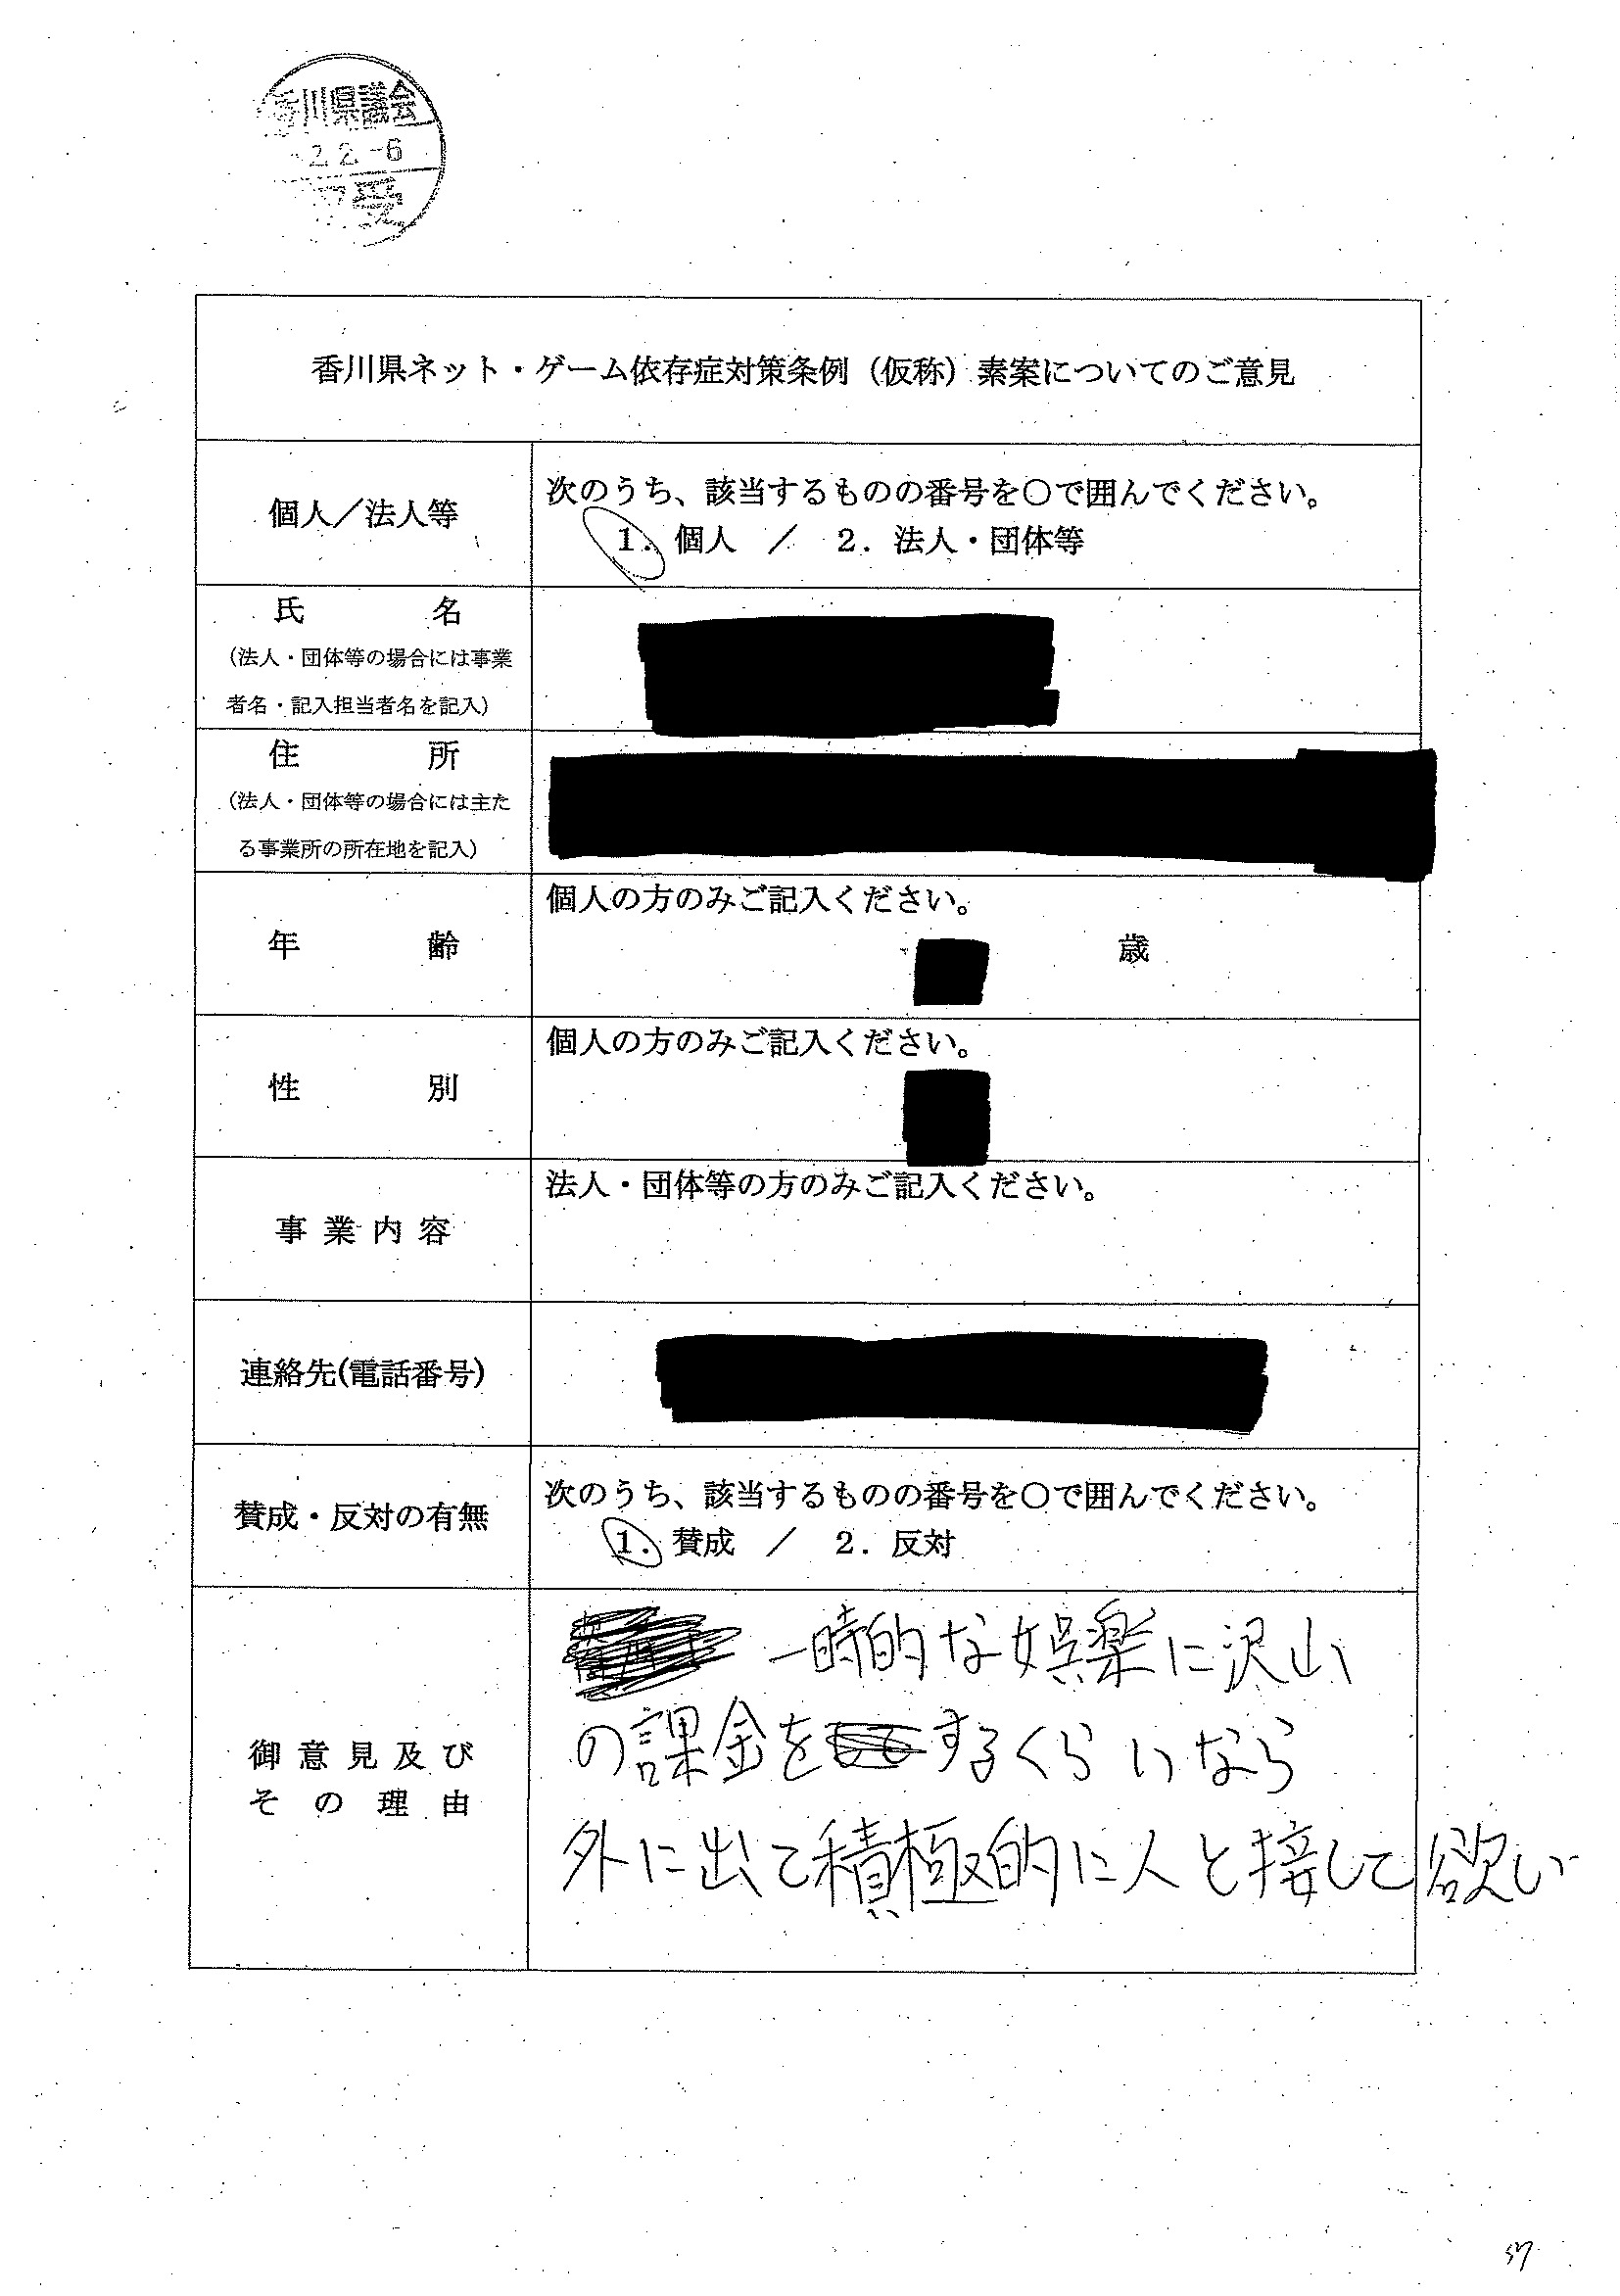 香川県議会
2.2.-6
受
香川県ネット・ゲーム依存症対策条例（仮称）素案についてのご意見
個人／法人等
次のうち、該当するものの番号を○で囲んでください。
1．個人 ／ 2．法人・団体等
氏名
（法人・団体等の場合には事業
者名・記入担当者名を記入）
住所
（法人・団体等の場合には主た
る事業所の所在地を記入）
年齢
個人の方のみご記入ください。
歳
性別
個人の方のみご記入ください。
事業内容
法人・団体等の方のみご記入ください。
連絡先(電話番号)
賛成・反対の有無
次のうち、該当するものの番号を○で囲んでください。
1．賛成 ／ 2．反対
御意見及び
その理由
一時的な娯楽に沢山
の課金をするくらいなら
外に出て積極的に人と接して欲しい
57